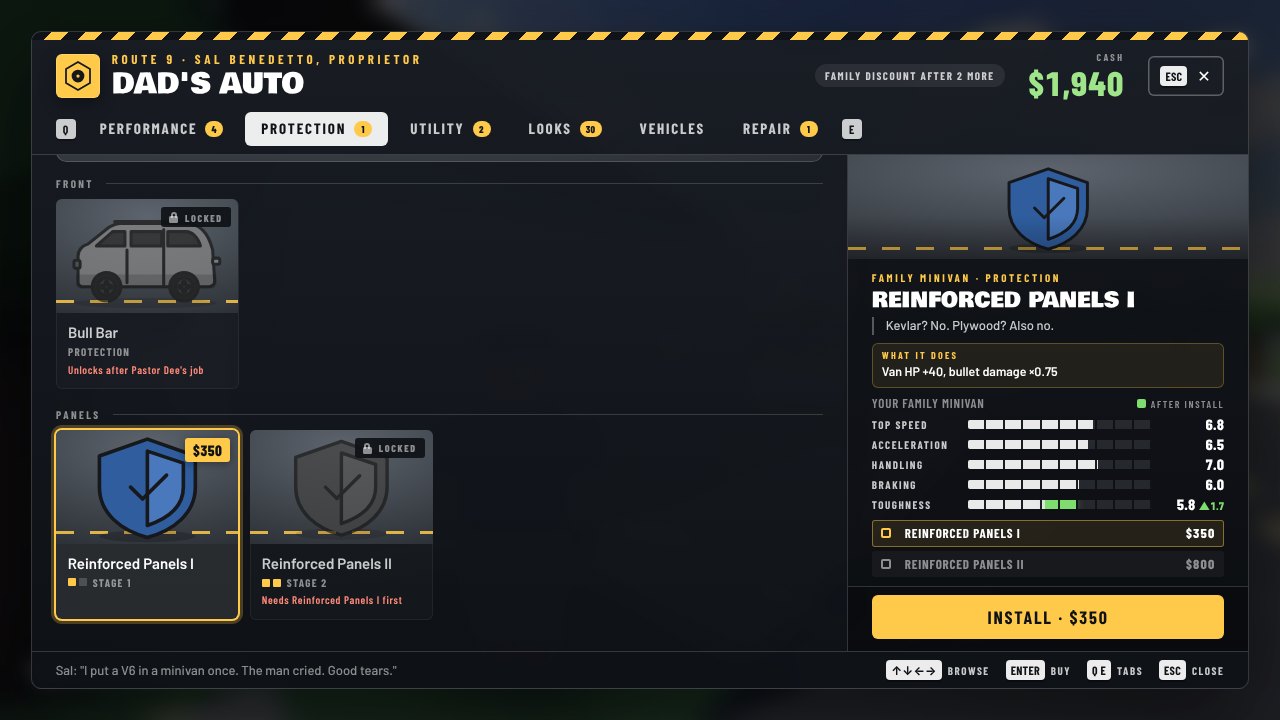 ROUTE 9 · SAL BENEDETTO, PROPRIETOR
DAD'S AUTO
FAMILY DISCOUNT AFTER 2 MORE
CASH
$1,940
ESC ✕
Q PERFORMANCE 4 PROTECTION 1 UTILITY 2 LOOKS 30 VEHICLES REPAIR 1 E
FRONT
LOCKED
Bull Bar
PROTECTION
Unlocks after Pastor Dee's job
PANELS
$350
Reinforced Panels I
STAGE 1
LOCKED
Reinforced Panels II
STAGE 2
Needs Reinforced Panels I first
FAMILY MINIVAN · PROTECTION
REINFORCED PANELS I
Kevlar? No. Plywood? Also no.
WHAT IT DOES
Van HP +40, bullet damage ×0.75
YOUR FAMILY MINIVAN AFTER INSTALL
TOP SPEED 6.8
ACCELERATION 6.5
HANDLING 7.0
BRAKING 6.0
TOUGHNESS 5.8 ▲1.7
REINFORCED PANELS I $350
REINFORCED PANELS II $800
INSTALL · $350
Sal: "I put a V6 in a minivan once. The man cried. Good tears."
↑↓←→ BROWSE ENTER BUY Q E TABS ESC CLOSE